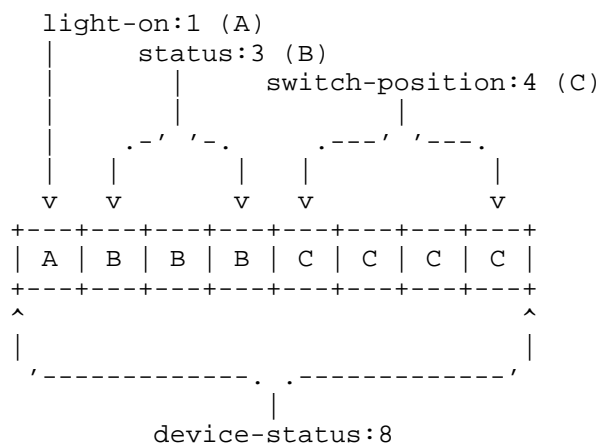 light-on:1 (A)
status:3 (B)
switch-position:4 (C)
A B B B C C C C
device-status:8